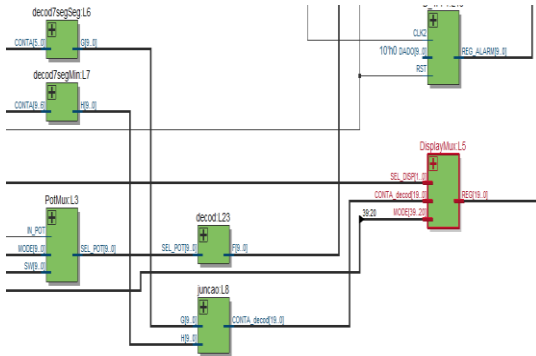 decod7segSeg:L6
CONTA[5..0]
G[9..0]
decod7segMin:L7
CONTA[9..6]
H[9..0]
CLK2
10'h0
DADO[9..0]
REG_ALARM[9..0]
RST
DisplayMux:L5
SEL_DISP[1..0]
CONTA_decod[19..0]
REG[19..0]
MODE[39..20]
39:20
PotMux:L3
IN_POT
MODE[9..0]
SEL_POT[9..0]
SW[9..0]
decod:L23
SEL_POT[9..0]
F[9..0]
juncao:L8
G[9..0]
CONTA_decod[19..0]
H[9..0]